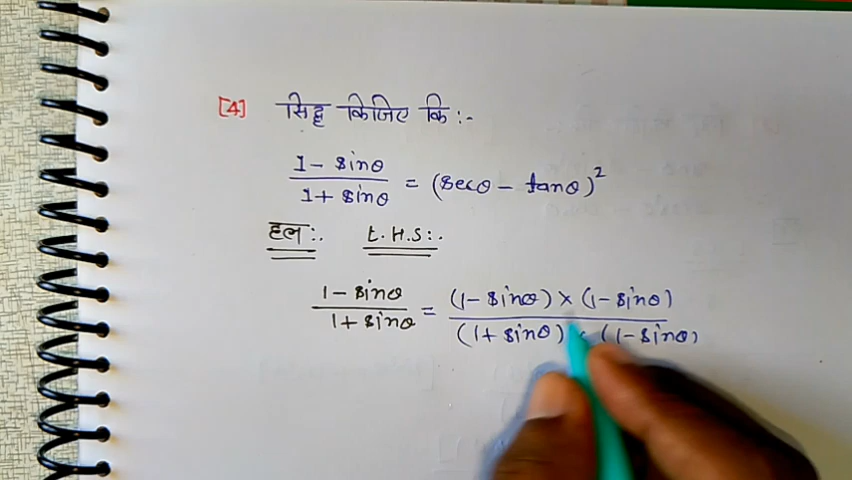 [4] सिद्ध किजिए कि :-
1 - sinθ / 1 + sinθ = (secθ - tanθ)²
हल :. L.H.S :.
1 - sinθ / 1 + sinθ = (1 - sinθ) × (1 - sinθ) / (1 + sinθ) × (1 - sinθ)